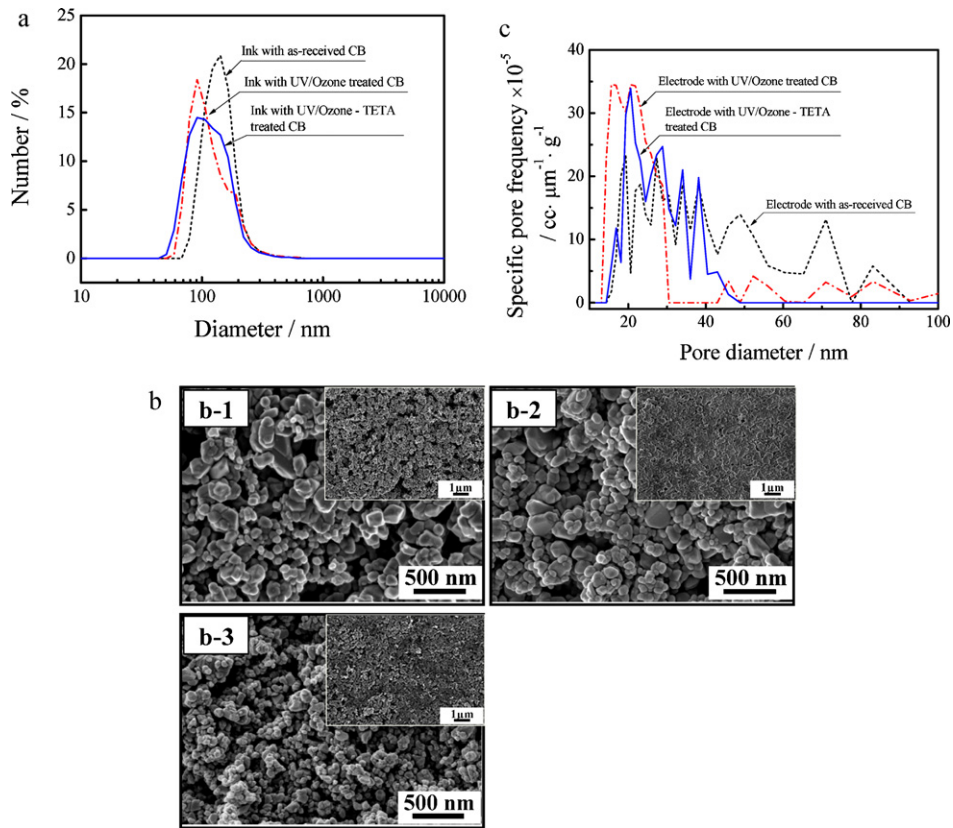 a
25
20
15
10
5
0
Number / %
Ink with as-received CB
Ink with UV/Ozone treated CB
Ink with UV/Ozone - TETA
treated CB
10
100
1000
10000
Diameter / nm
c
50
40
30
20
10
0
Specific pore frequency ×10⁻⁵
/ cc· μm⁻¹· g⁻¹
Electrode with UV/Ozone treated CB
Electrode with UV/Ozone - TETA
treated CB
Electrode with as-received CB
20
40
60
80
100
Pore diameter / nm
b
b-1
1μm
500 nm
b-2
1μm
500 nm
b-3
1μm
500 nm